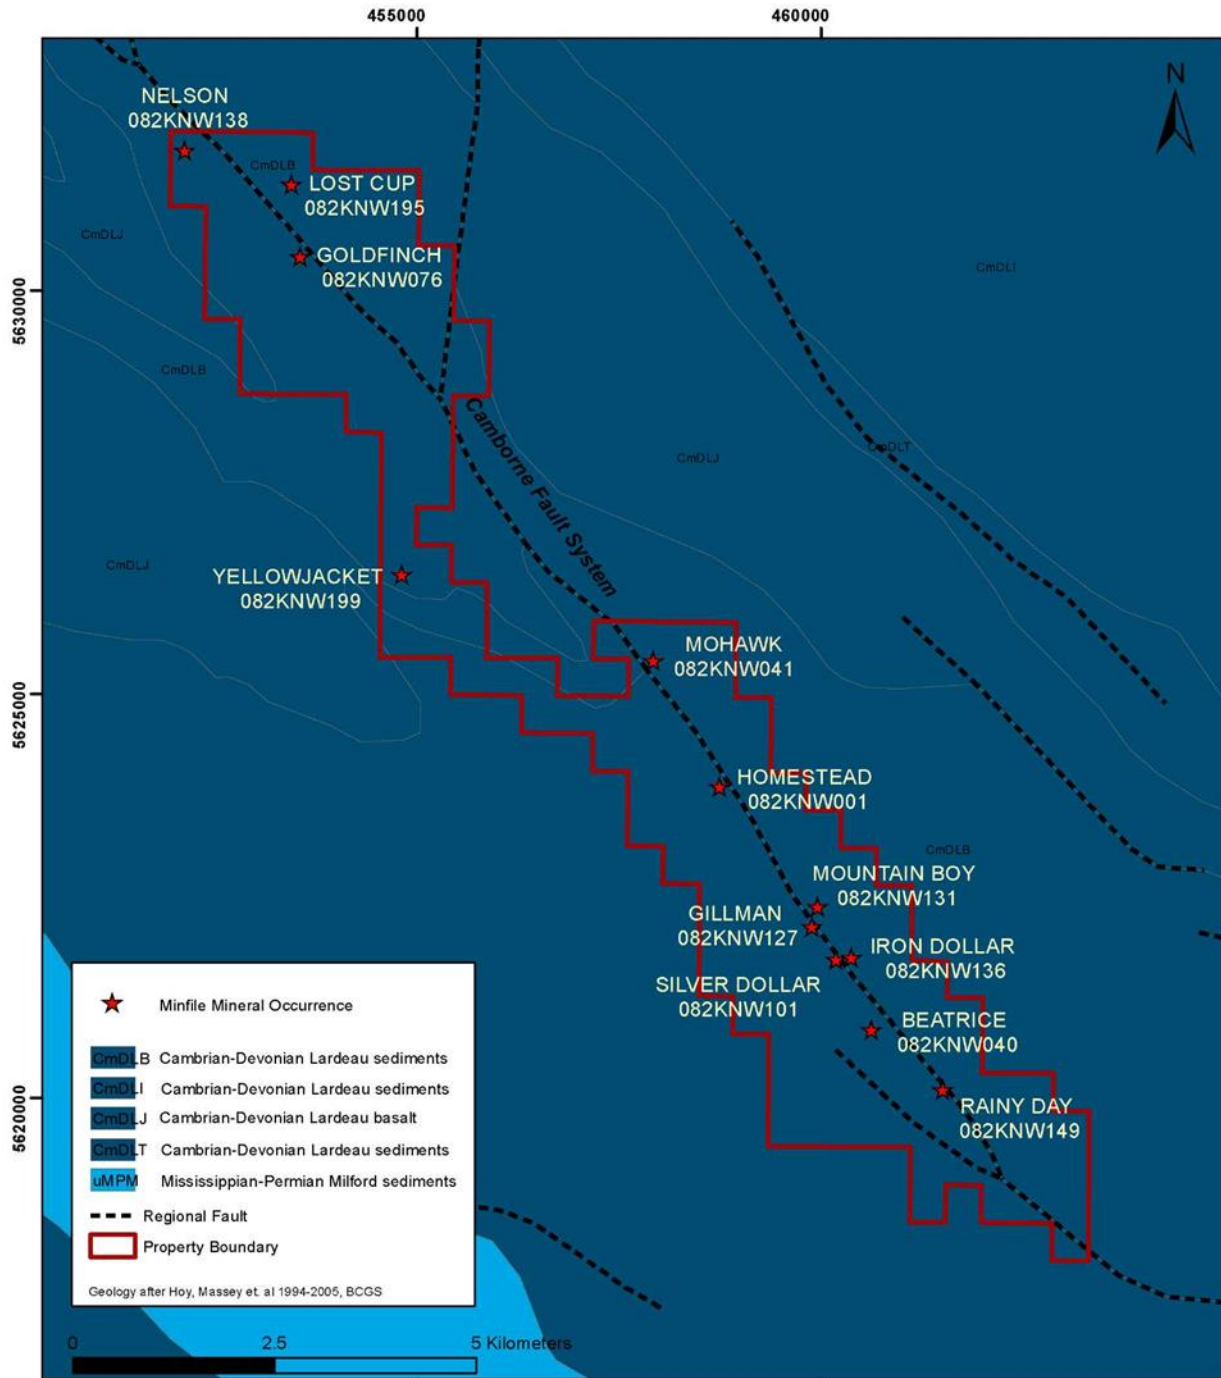 455000
460000
N
NELSON
082KNW138
CmDLB
LOST CUP
082KNW195
CmDLJ
GOLDFINCH
082KNW076
CmDLI
5630000
CmDLB
Camborne Fault System
CmDLT
CmDLJ
CmDLJ
YELLOWJACKET
082KNW199
MOHAWK
082KNW041
5625000
HOMESTEAD
082KNW001
CmDLB
MOUNTAIN BOY
082KNW131
GILLMAN
082KNW127
IRON DOLLAR
082KNW136
SILVER DOLLAR
082KNW101
BEATRICE
082KNW040
5620000
RAINY DAY
082KNW149
Minfile Mineral Occurrence
CmDLB Cambrian-Devonian Lardeau sediments
CmDLI Cambrian-Devonian Lardeau sediments
CmDLJ Cambrian-Devonian Lardeau basalt
CmDLT Cambrian-Devonian Lardeau sediments
uMPM Mississippian-Permian Milford sediments
Regional Fault
Property Boundary
Geology after Hoy, Massey et. al 1994-2005, BCGS
0 2.5 5 Kilometers